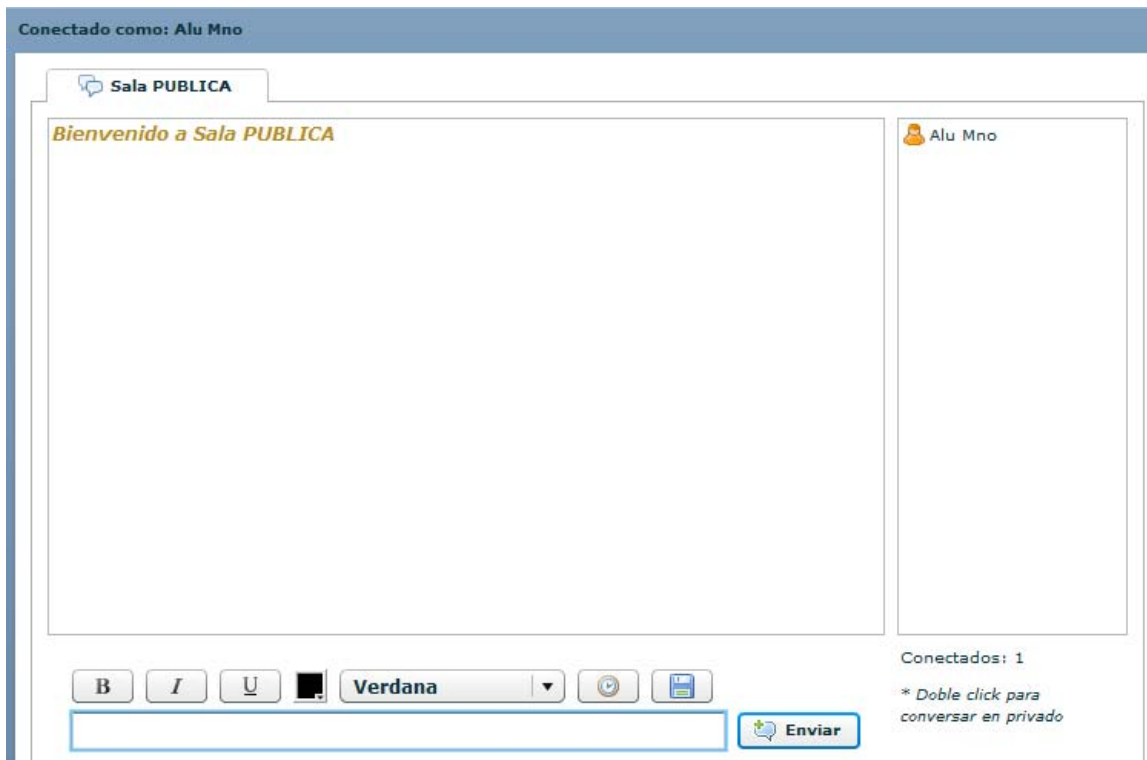 Conectado como: Alu Mno
Sala PUBLICA
Bienvenido a Sala PUBLICA
Alu Mno
Conectados: 1
* Doble click para
conversar en privado
B I U Verdana
Enviar